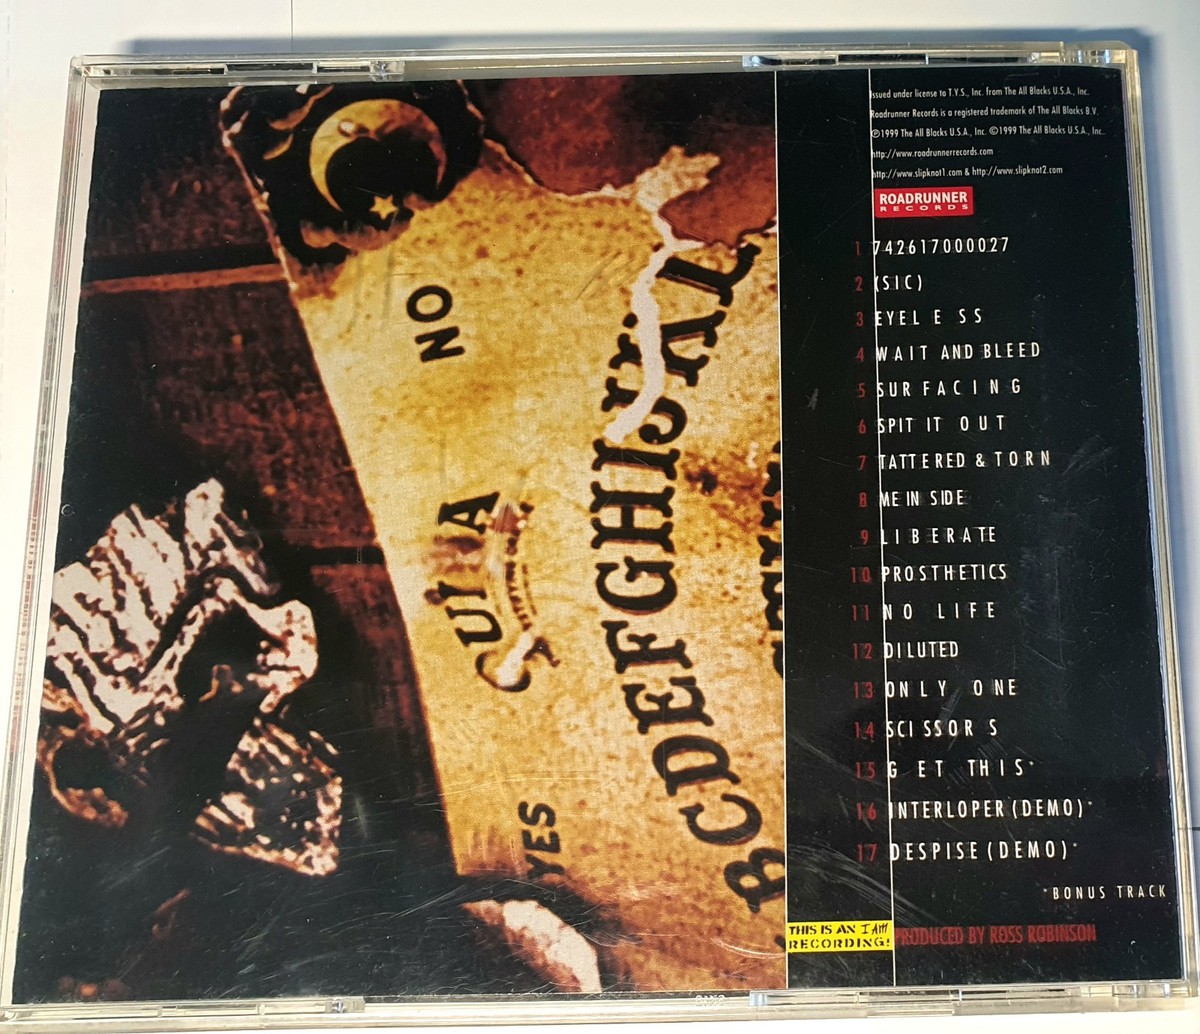 Issued under license to T.Y.S., Inc. from The All Blacks U.S.A., Inc.
Roadrunner Records is a registered trademark of The All Blacks B.V.
℗1999 The All Blacks U.S.A., Inc. ©1999 The All Blacks U.S.A., Inc.
http://www.roadrunnerrecords.com
http://www.slipknot1.com & http://www.slipknot2.com
ROADRUNNER
RECORDS
1 742617000027
2 (SIC)
3 EYELESS
4 WAIT AND BLEED
5 SURFACING
6 SPIT IT OUT
7 TATTERED & TORN
8 ME INSIDE
9 LIBERATE
10 PROSTHETICS
11 NO LIFE
12 DILUTED
13 ONLY ONE
14 SCISSORS
15 GET THIS*
16 INTERLOPER (DEMO)*
17 DESPISE (DEMO)*
*BONUS TRACK
THIS IS AN I AM
RECORDING!
PRODUCED BY ROSS ROBINSON
NO
YES
BCDEFGHIJKL